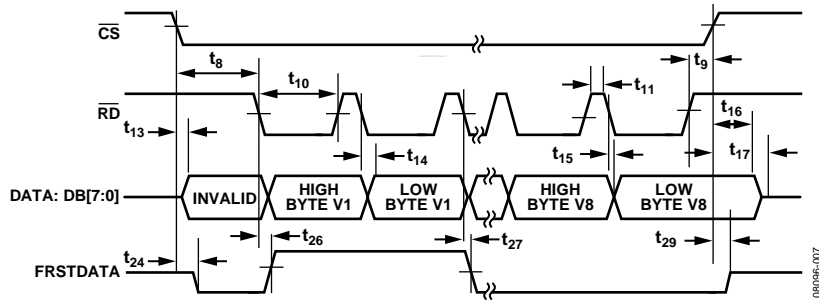 CS
t8
t9
t10
t11
RD
t16
t13
t14
t15
t17
DATA: DB[7:0]
INVALID
HIGH BYTE V1
LOW BYTE V1
HIGH BYTE V8
LOW BYTE V8
t24
t26
t27
t29
FRSTDATA
08096-007